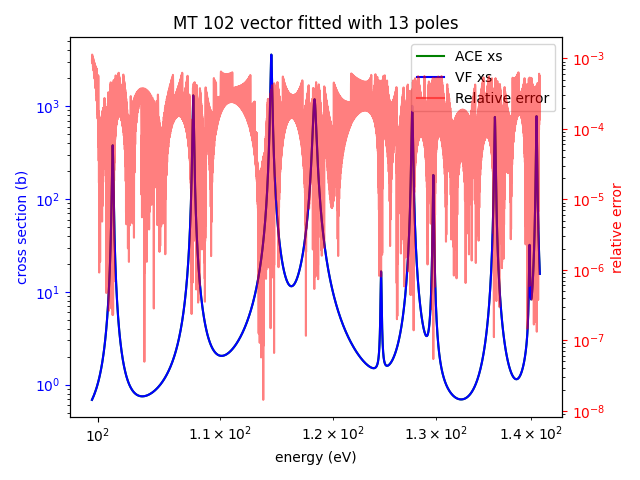 MT 102 vector fitted with 13 poles
ACE xs
VF xs
Relative error
10³
10²
10¹
10⁰
cross section (b)
10⁻³
10⁻⁴
10⁻⁵
10⁻⁶
10⁻⁷
10⁻⁸
relative error
10² 1.1 × 10² 1.2 × 10² 1.3 × 10² 1.4 × 10²
energy (eV)